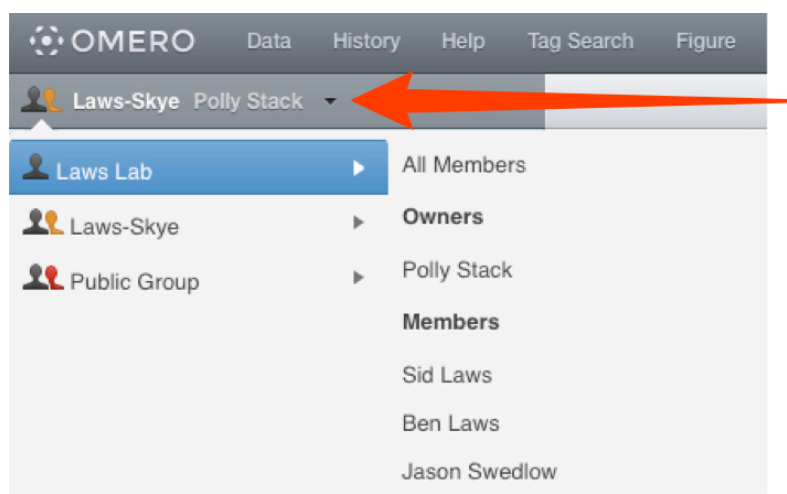 OMERO Data History Help Tag Search Figure
Laws-Skye Polly Stack
Laws Lab
Laws-Skye
Public Group
All Members
Owners
Polly Stack
Members
Sid Laws
Ben Laws
Jason Swedlow